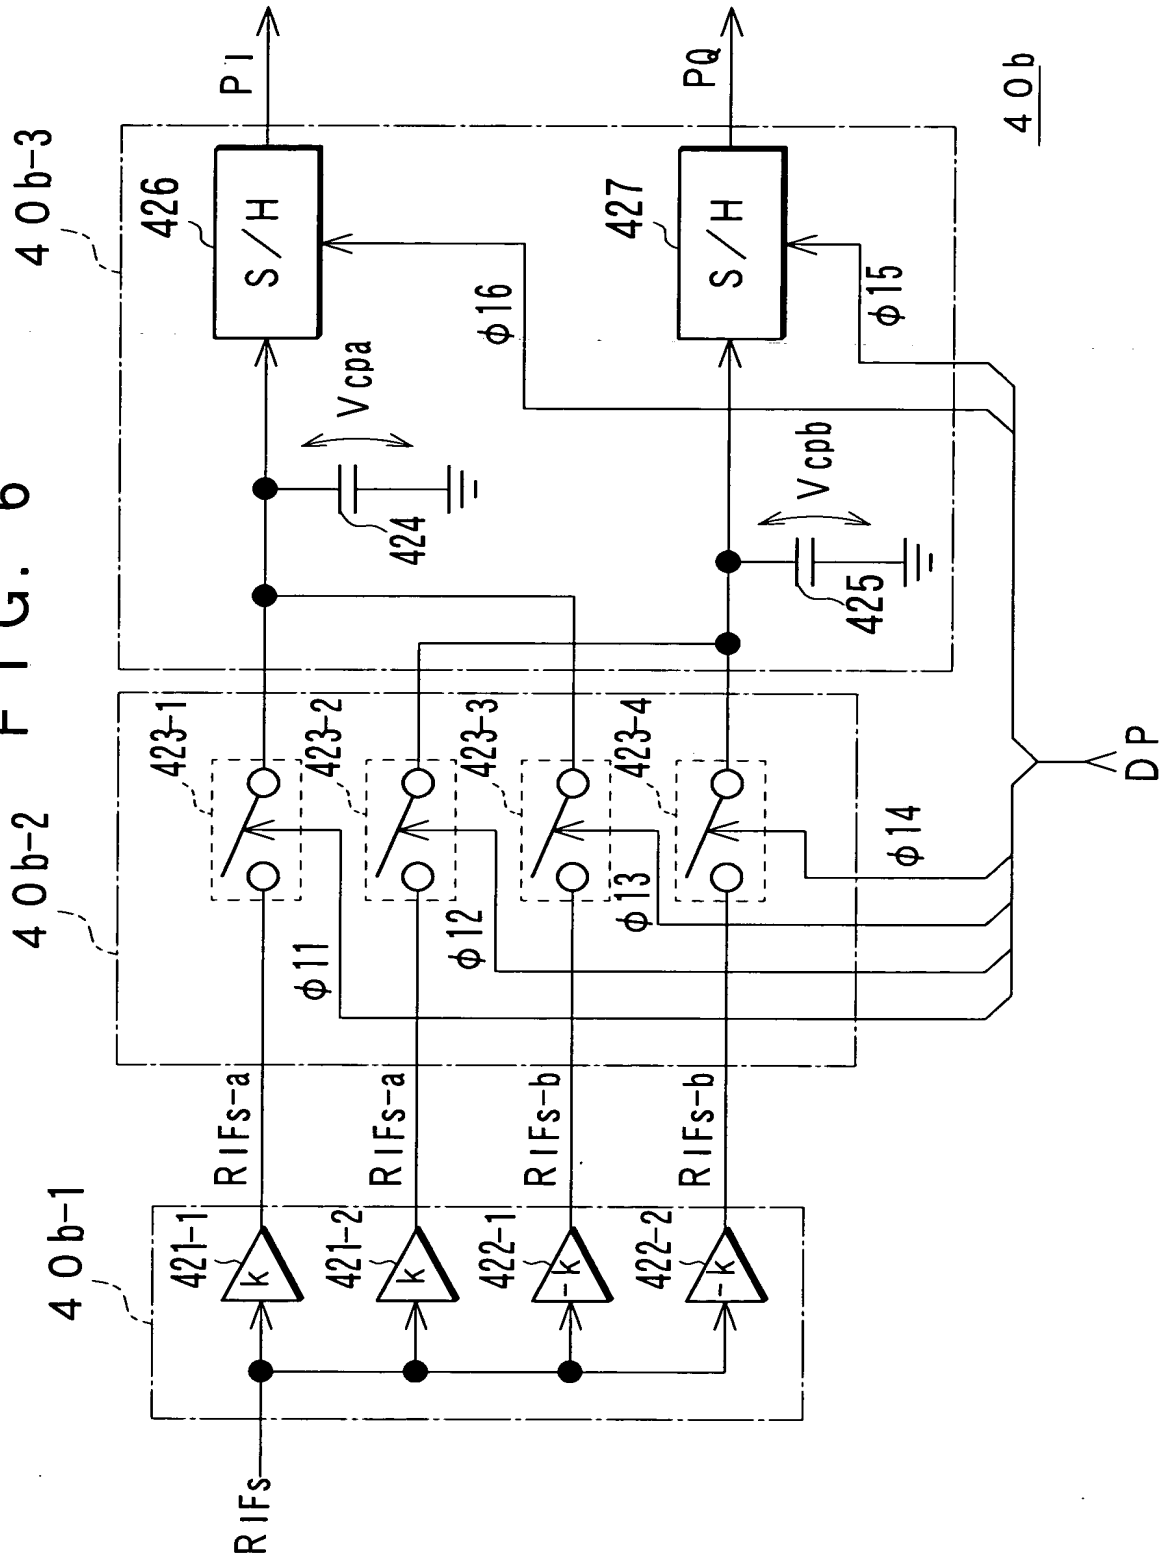 FIG. 6
40b-1
40b-2
40b-3
RIFs
421-1
k
421-2
k
422-1
-k
422-2
-k
RIFs-a
RIFs-a
RIFs-b
RIFs-b
423-1
423-2
423-3
423-4
φ11
φ12
φ13
φ14
424
Vcpa
425
Vcpb
426
S/H
427
S/H
φ16
φ15
PI
PQ
DP
40b